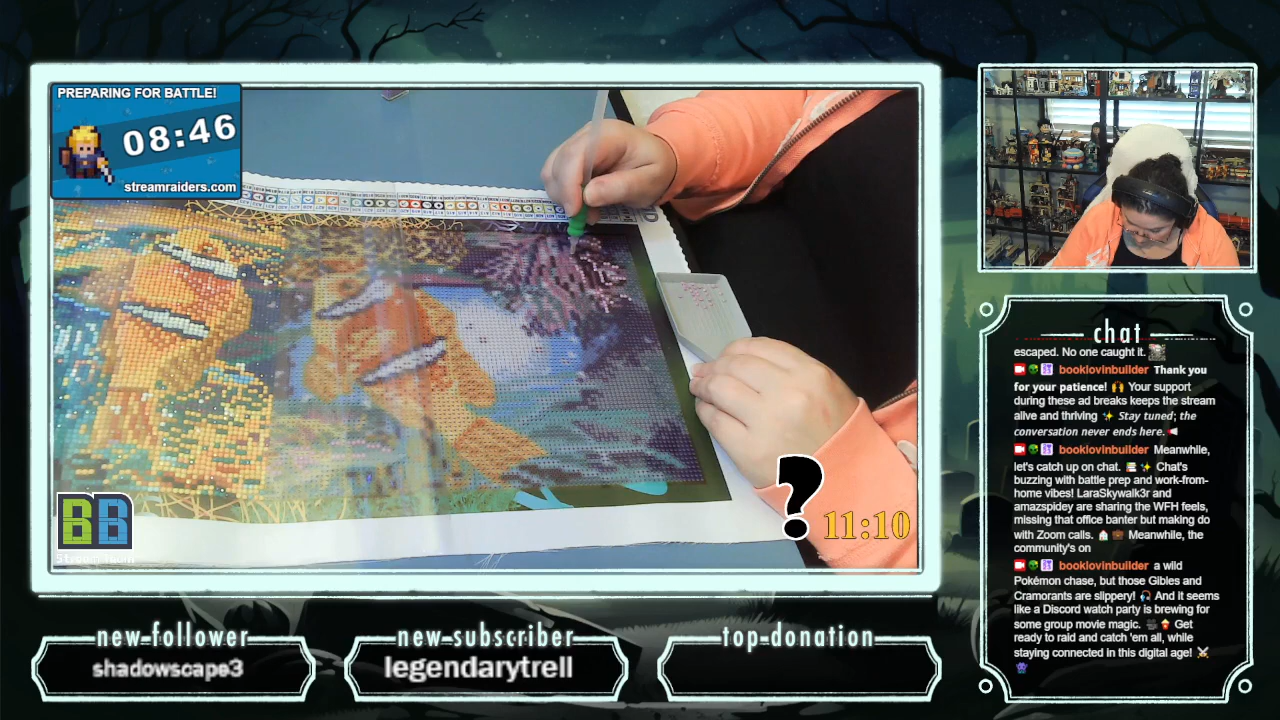 PREPARING FOR BATTLE!
08:46
streamraiders.com
BB
11:10
?
chat
escaped. No one caught it.
booklovinbuilder Thank you
for your patience! 🙌 Your support
during these ad breaks keeps the stream
alive and thriving ✨ Stay tuned; the
conversation never ends here.
booklovinbuilder Meanwhile,
let's catch up on chat. ✨ Chat's
buzzing with battle prep and work-from-
home vibes! LaraSkywalk3r and
amazspidey are sharing the WFH feels,
missing that office banter but making do
with Zoom calls. 🏠 💼 Meanwhile, the
community's on
booklovinbuilder a wild
Pokémon chase, but those Gibles and
Cramorants are slippery! 🎧 And it seems
like a Discord watch party is brewing for
some group movie magic. 🎥 🍿 Get
ready to raid and catch 'em all, while
staying connected in this digital age! ⚔️
👾
new follower
shadowscape3
new subscriber
legendarytrell
top donation